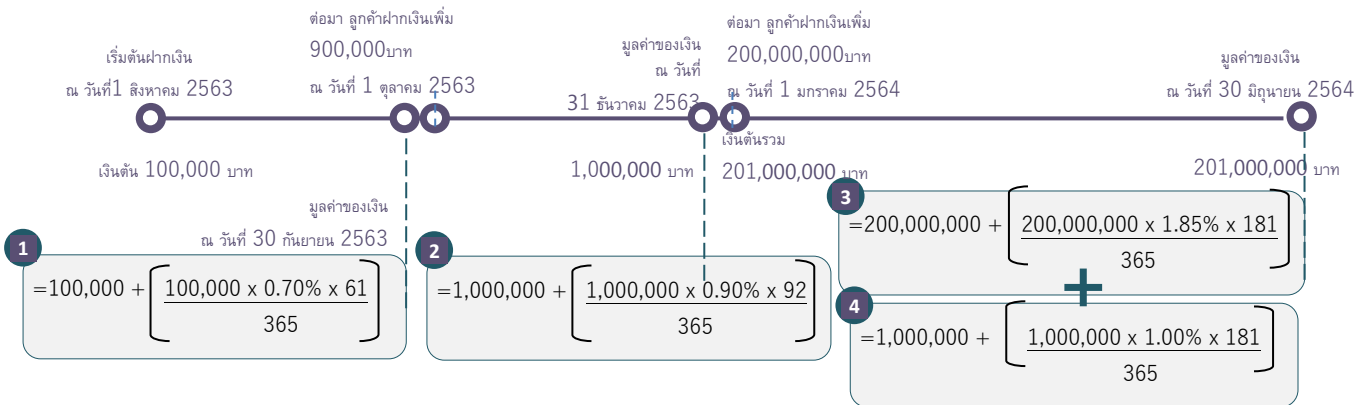 เริ่มต้นฝากเงิน
ณ วันที่1 สิงหาคม 2563
ต่อมา ลูกค้าฝากเงินเพิ่ม
900,000บาท
ณ วันที่ 1 ตุลาคม 2563
มูลค่าของเงิน
ณ วันที่
31 ธันวาคม 2563
ต่อมา ลูกค้าฝากเงินเพิ่ม
200,000,000บาท
ณ วันที่ 1 มกราคม 2564
มูลค่าของเงิน
ณ วันที่ 30 มิถุนายน 2564
เงินต้น 100,000 บาท
1,000,000 บาท
เงินต้นรวม
201,000,000 บาท
201,000,000 บาท
มูลค่าของเงิน
ณ วันที่ 30 กันยายน 2563
1
=100,000 + 100,000 x 0.70% x 61
365
2
=1,000,000 + 1,000,000 x 0.90% x 92
365
3
=200,000,000 + 200,000,000 x 1.85% x 181
365
+
4
=1,000,000 + 1,000,000 x 1.00% x 181
365